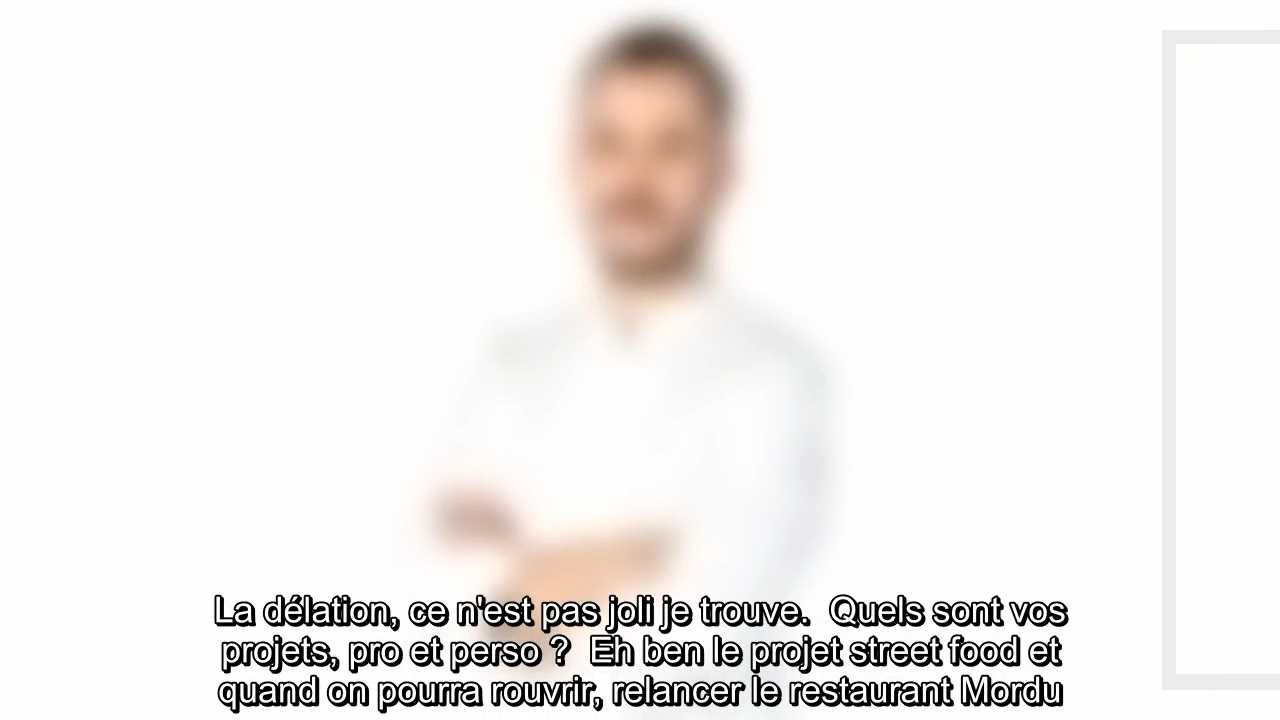 La délation, ce n'est pas joli je trouve.  Quels sont vos
projets, pro et perso ?  Eh ben le projet street food et
quand on pourra rouvrir, relancer le restaurant Mordu